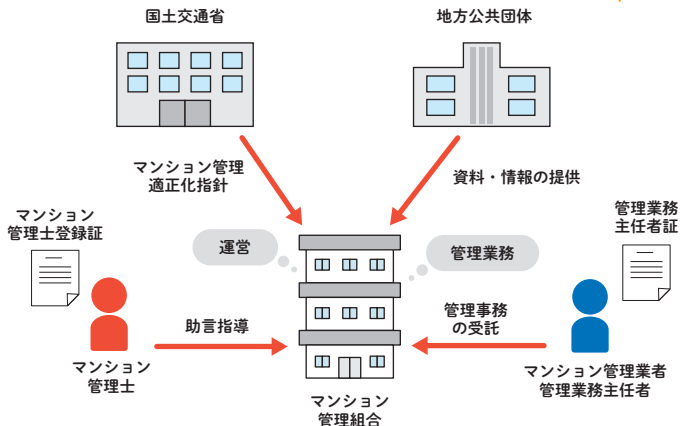 国土交通省
地方公共団体
マンション管理
適正化指針
資料・情報の提供
マンション
管理士登録証
管理業務
主任者証
運営
管理業務
助言指導
管理事務
の受託
マンション
管理士
マンション管理業者
管理業務主任者
マンション
管理組合